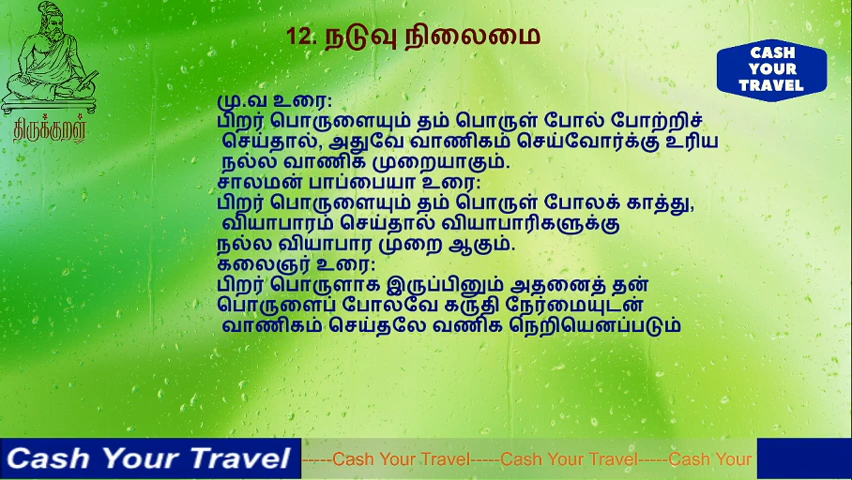 12. நடுவு நிலைமை
CASH
YOUR
TRAVEL
திருக்குறள்
மு.வ உரை:
பிறர் பொருளையும் தம் பொருள் போல் போற்றிச்
செய்தால், அதுவே வாணிகம் செய்வோர்க்கு உரிய
நல்ல வாணிக முறையாகும்.
சாலமன் பாப்பையா உரை:
பிறர் பொருளையும் தம் பொருள் போலக் காத்து,
வியாபாரம் செய்தால் வியாபாரிகளுக்கு
நல்ல வியாபார முறை ஆகும்.
கலைஞர் உரை:
பிறர் பொருளாக இருப்பினும் அதனைத் தன்
பொருளைப் போலவே கருதி நேர்மையுடன்
வாணிகம் செய்தலே வணிக நெறியெனப்படும்
Cash Your Travel
-----Cash Your Travel-----Cash Your Travel-----Cash Your